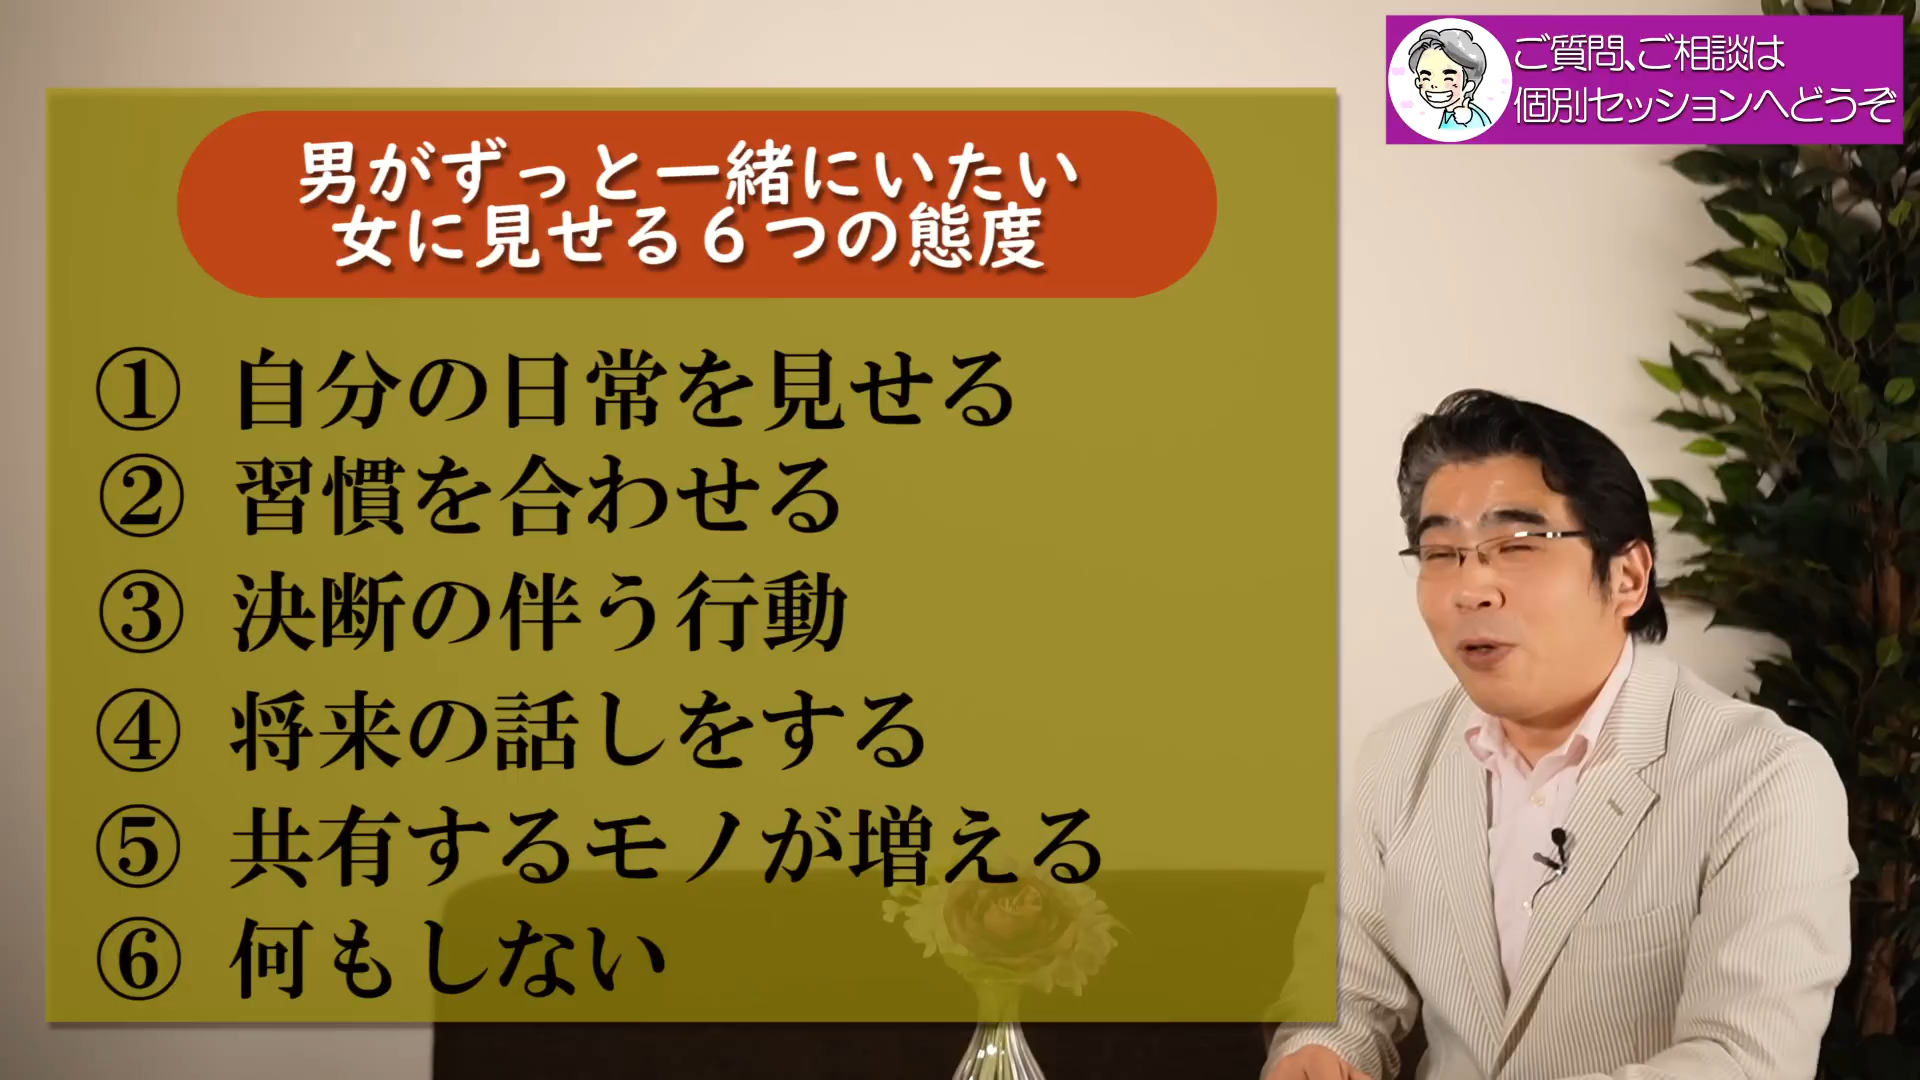 ご質問、ご相談は
個別セッションへどうぞ
男がずっと一緒にいたい
女に見せる６つの態度
① 自分の日常を見せる
② 習慣を合わせる
③ 決断の伴う行動
④ 将来の話しをする
⑤ 共有するモノが増える
⑥ 何もしない